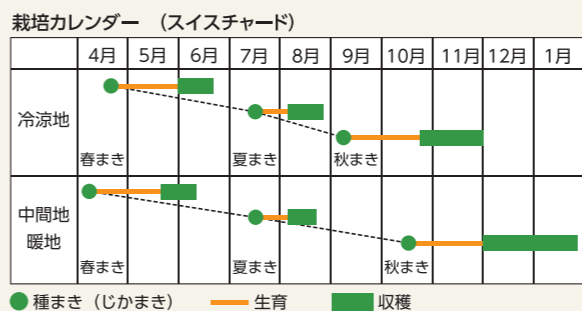 栽培カレンダー （スイスチャード）
4月 5月 6月 7月 8月 9月 10月 11月 12月 1月
冷涼地
春まき 夏まき 秋まき
中間地
暖地
春まき 夏まき 秋まき
種まき（じかまき） 生育 収穫